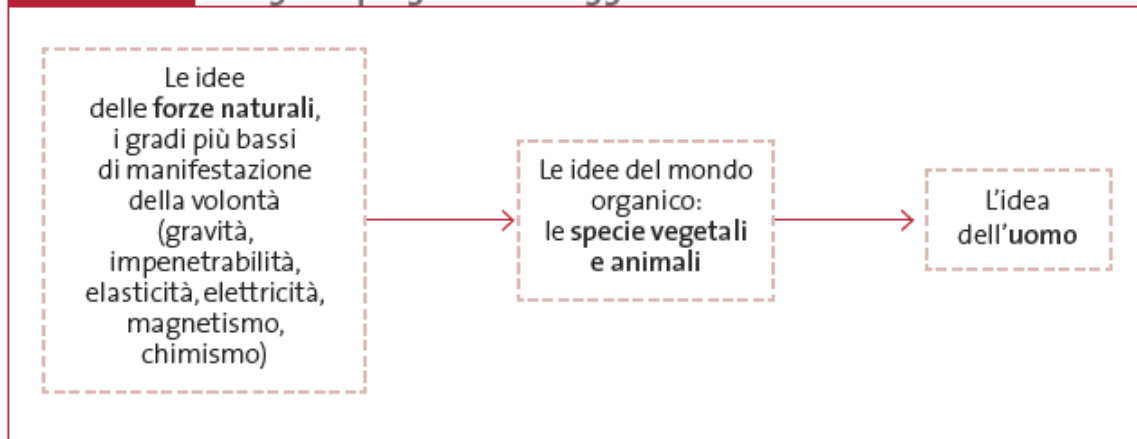 Le idee
delle forze naturali,
i gradi più bassi
di manifestazione
della volontà
(gravità,
impenetrabilità,
elasticità, elettricità,
magnetismo,
chimismo)
Le idee del mondo
organico:
le specie vegetali
e animali
L'idea
dell'uomo